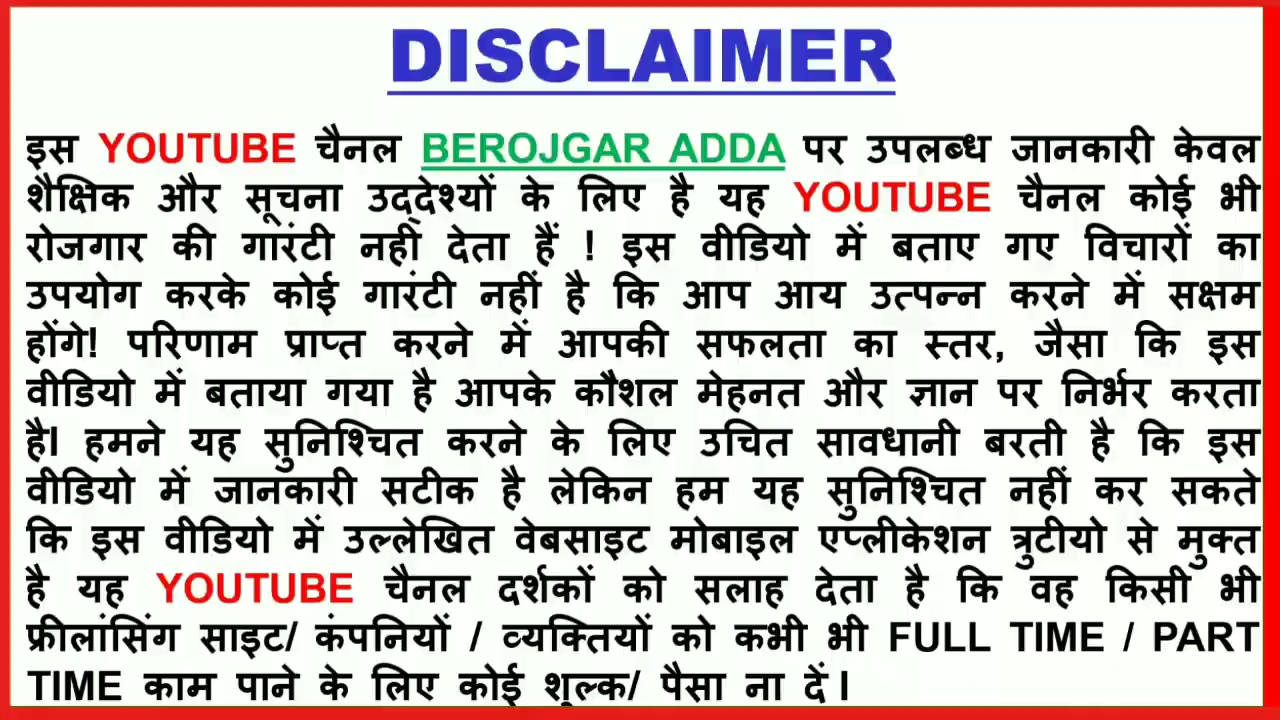 DISCLAIMER
इस YOUTUBE चैनल BEROJGAR ADDA पर उपलब्ध जानकारी केवल
शैक्षिक और सूचना उद्देश्यों के लिए है यह YOUTUBE चैनल कोई भी
रोजगार की गारंटी नहीं देता हैं ! इस वीडियो में बताए गए विचारों का
उपयोग करके कोई गारंटी नहीं है कि आप आय उत्पन्न करने में सक्षम
होंगे! परिणाम प्राप्त करने में आपकी सफलता का स्तर, जैसा कि इस
वीडियो में बताया गया है आपके कौशल मेहनत और ज्ञान पर निर्भर करता
है। हमने यह सुनिश्चित करने के लिए उचित सावधानी बरती है कि इस
वीडियो में जानकारी सटीक है लेकिन हम यह सुनिश्चित नहीं कर सकते
कि इस वीडियो में उल्लेखित वेबसाइट मोबाइल एप्लीकेशन त्रुटीयो से मुक्त
है यह YOUTUBE चैनल दर्शकों को सलाह देता है कि वह किसी भी
फ्रीलांसिंग साइट/ कंपनियों / व्यक्तियों को कभी भी FULL TIME / PART
TIME काम पाने के लिए कोई शुल्क/ पैसा ना दें।